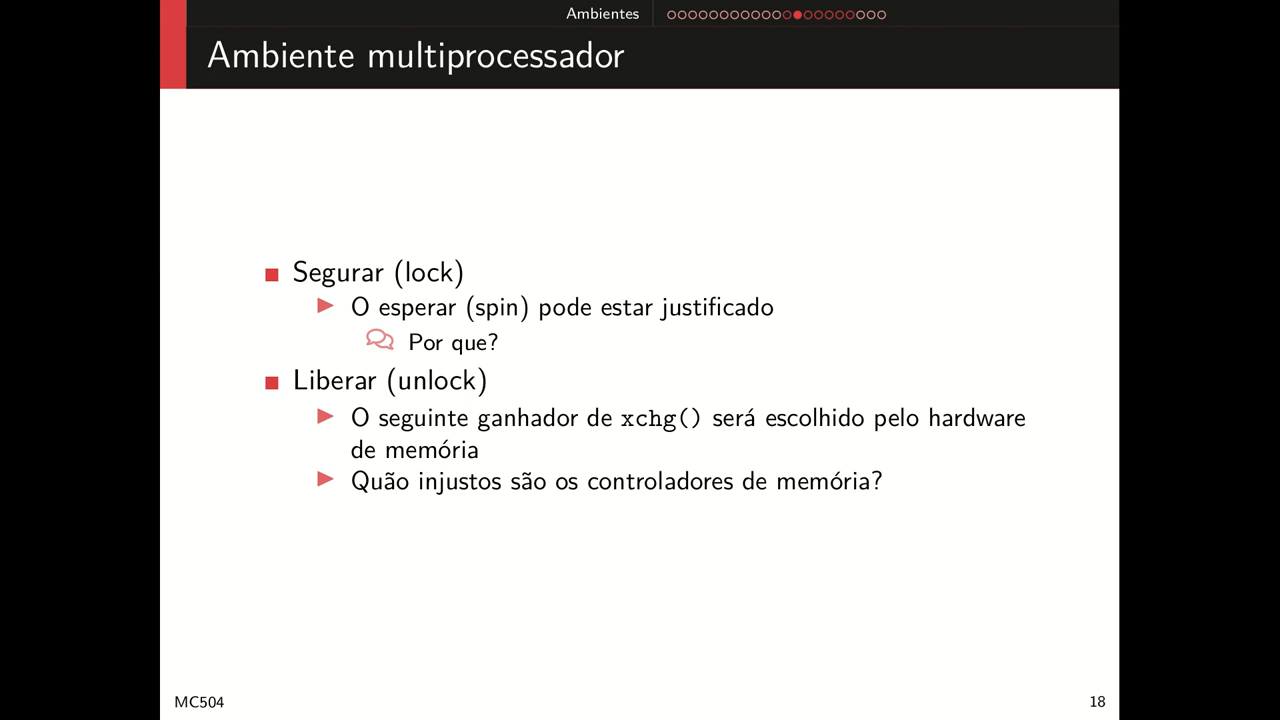 Ambientes
Ambiente multiprocessador
Segurar (lock)
O esperar (spin) pode estar justificado
Por que?
Liberar (unlock)
O seguinte ganhador de xchg() será escolhido pelo hardware
de memória
Quão injustos são os controladores de memória?
MC504
18